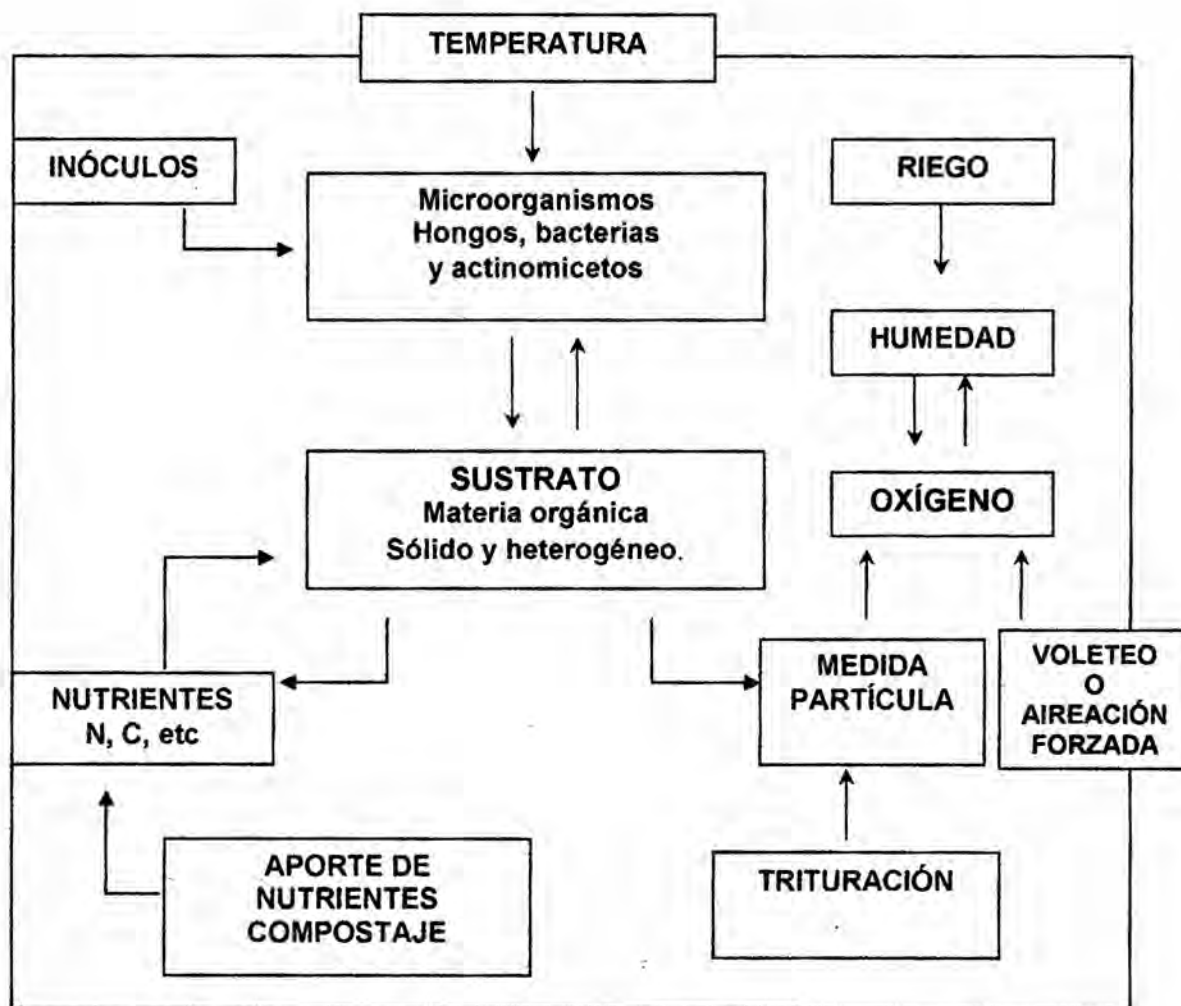 TEMPERATURA
INÓCULOS
RIEGO
Microorganismos
Hongos, bacterias
y actinomicetos
HUMEDAD
SUSTRATO
Materia orgánica
Sólido y heterogéneo.
OXÍGENO
NUTRIENTES
N, C, etc
MEDIDA
PARTÍCULA
VOLETEO
O
AIREACIÓN
FORZADA
APORTE DE
NUTRIENTES
COMPOSTAJE
TRITURACIÓN